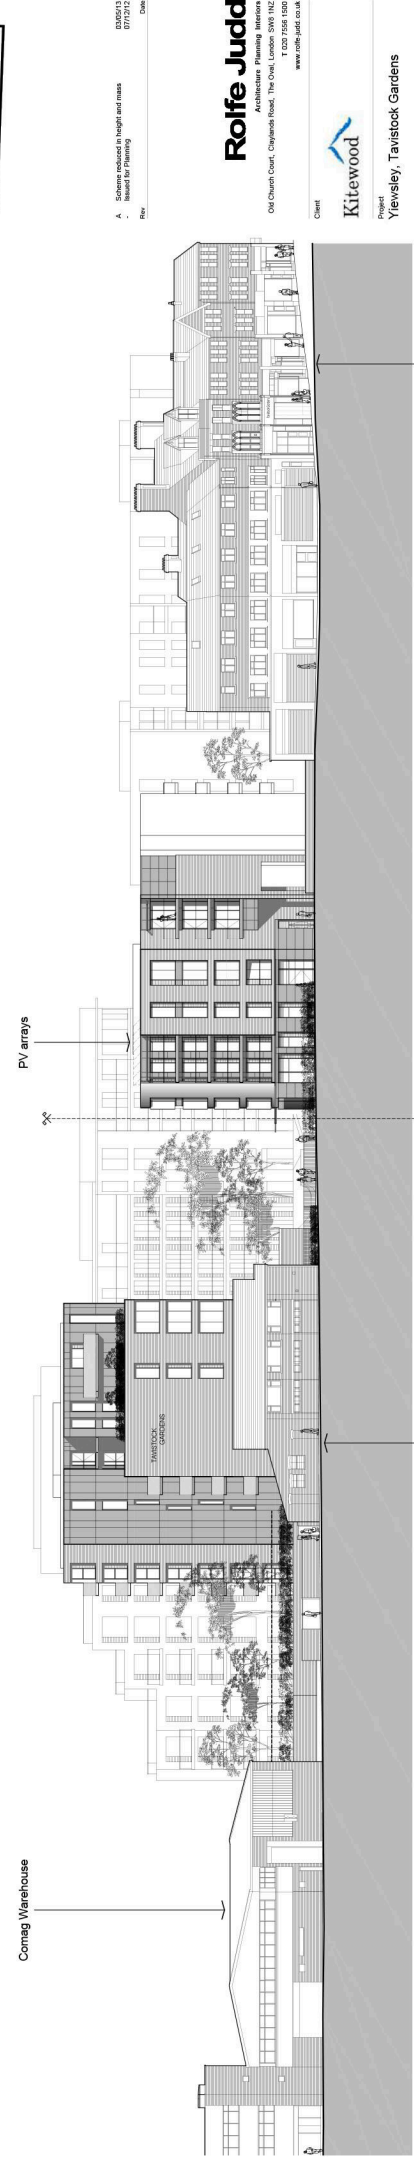 A Scheme reduced in height and mass 03/05/13
- Issued for Planning 07/12/12
Rev Date
Rolfe Judd
Architecture Planning Interiors
Old Church Court, Claylands Road, The Oval, London SW8 1NZ
T 020 7556 1500
www.rolfe-judd.co.uk
Client
Kitewood
Project
Yiewsley, Tavistock Gardens
Comag Warehouse
PV arrays
TAVISTOCK
GARDENS